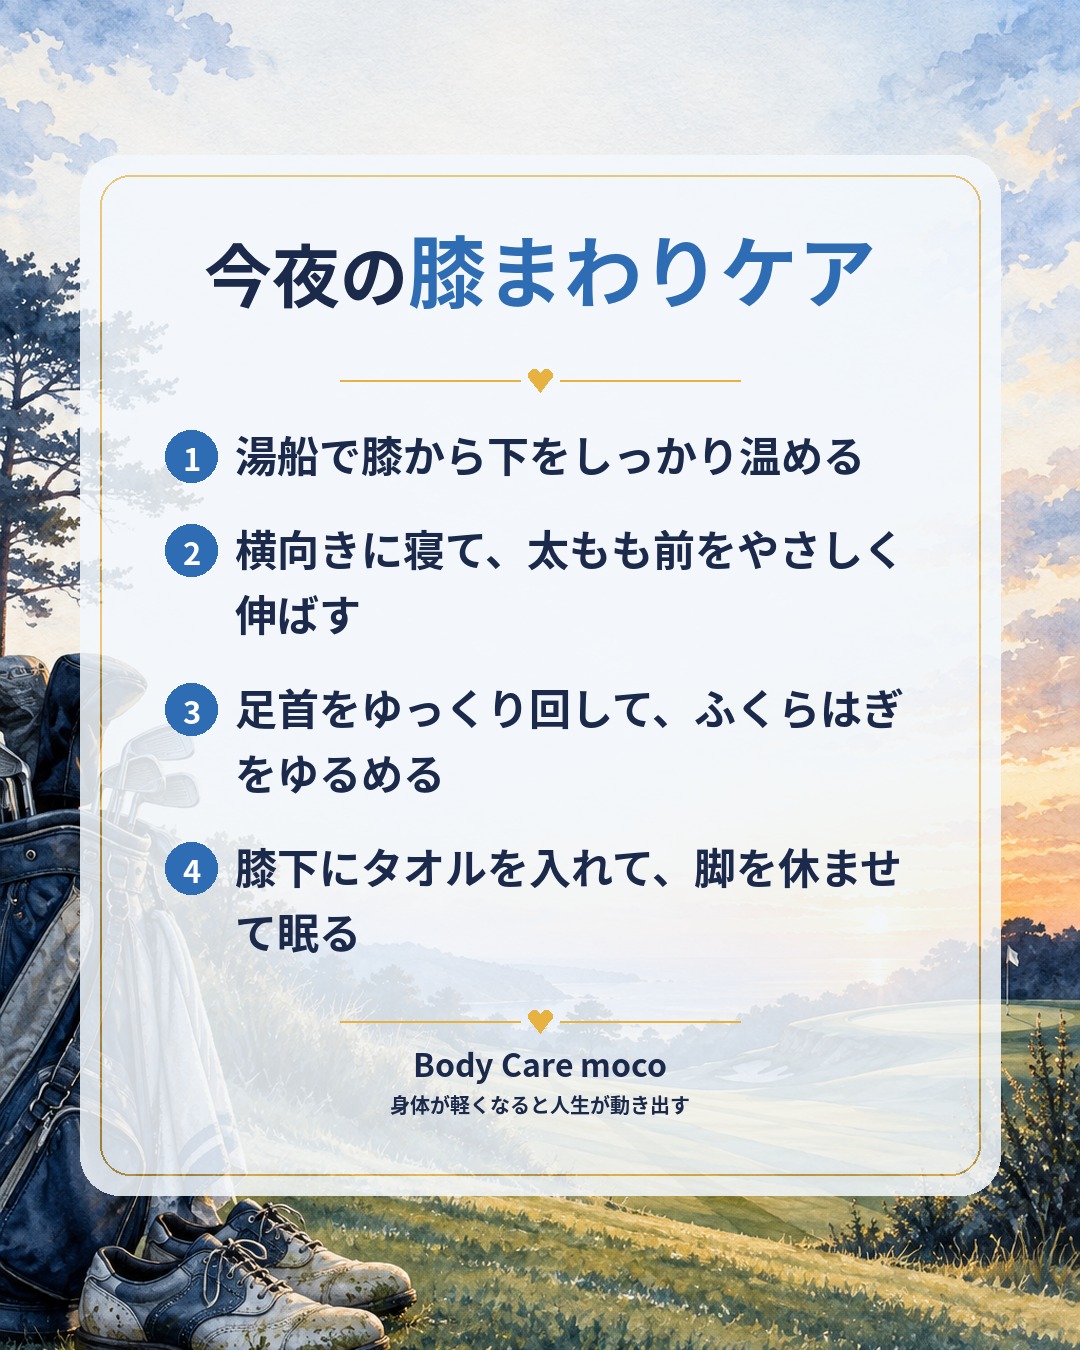 今夜の膝まわりケア
1 湯船で膝から下をしっかり温める
2 横向きに寝て、太もも前をやさしく
伸ばす
3 足首をゆっくり回して、ふくらはぎ
をゆるめる
4 膝下にタオルを入れて、脚を休ませ
て眠る
Body Care moco
身体が軽くなると人生が動き出す